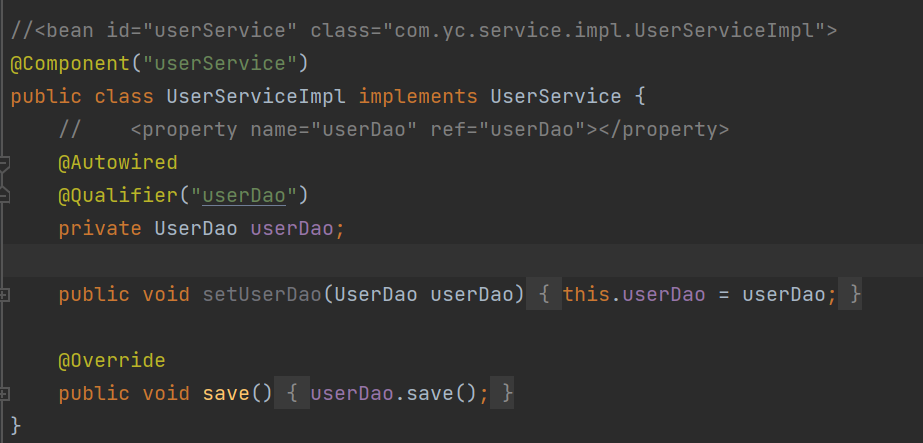 //<bean id="userService" class="com.yc.service.impl.UserServiceImpl">
@Component("userService")
public class UserServiceImpl implements UserService {
    //    <property name="userDao" ref="userDao"></property>
    @Autowired
    @Qualifier("userDao")
    private UserDao userDao;
    public void setUserDao(UserDao userDao) { this.userDao = userDao; }
    @Override
    public void save() { userDao.save(); }
}